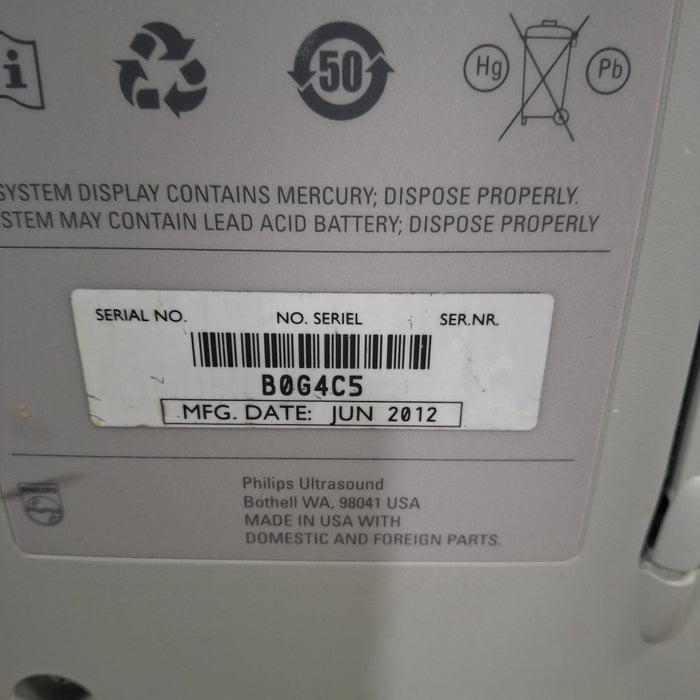 i
50
Hg
Pb
SYSTEM DISPLAY CONTAINS MERCURY; DISPOSE PROPERLY.
STEM MAY CONTAIN LEAD ACID BATTERY; DISPOSE PROPERLY
SERIAL NO. NO. SERIEL SER.NR.
B0G4C5
MFG. DATE: JUN 2012
PHILIPS
Philips Ultrasound
Bothell WA, 98041 USA
MADE IN USA WITH
DOMESTIC AND FOREIGN PARTS.